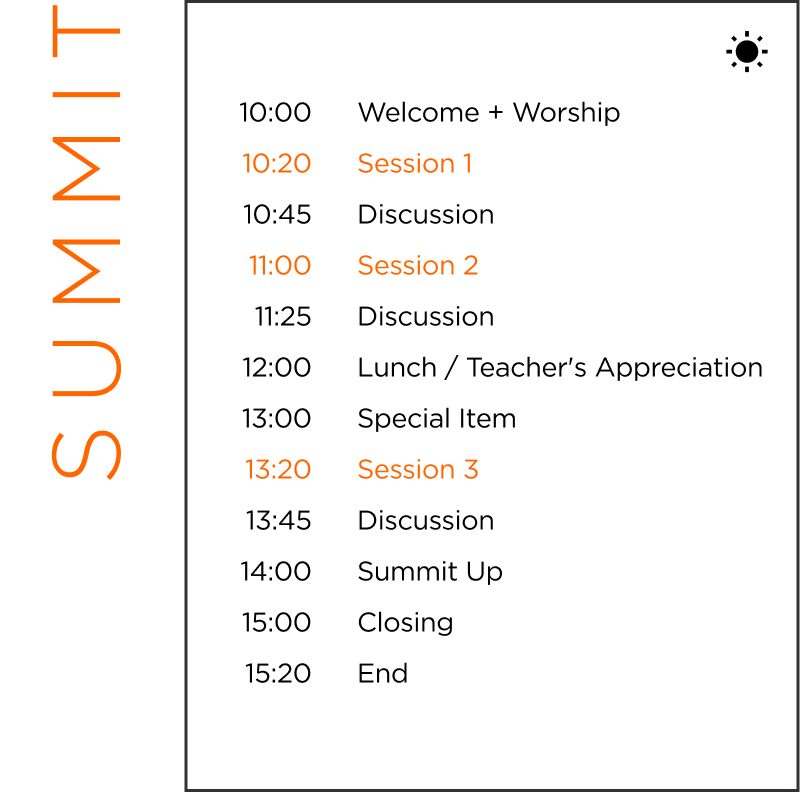 SUMMIT
10:00 Welcome + Worship
10:20 Session 1
10:45 Discussion
11:00 Session 2
11:25 Discussion
12:00 Lunch / Teacher's Appreciation
13:00 Special Item
13:20 Session 3
13:45 Discussion
14:00 Summit Up
15:00 Closing
15:20 End